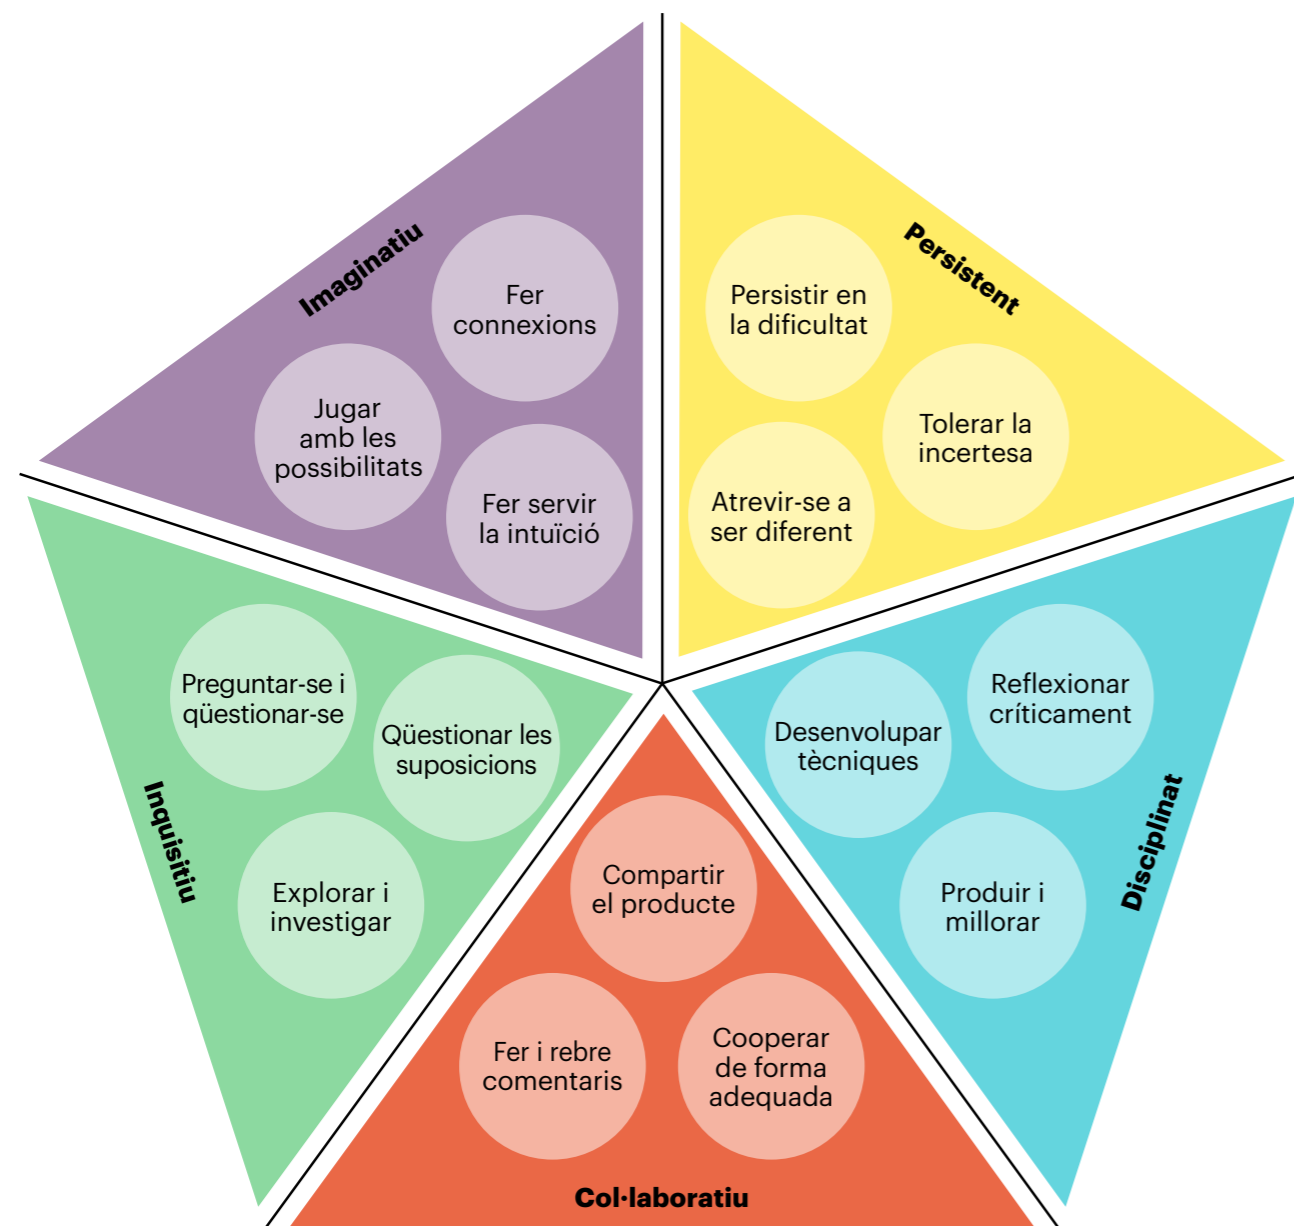 Imaginatiu
Fer
connexions
Jugar
amb les
possibilitats
Fer servir
la intuïció
Persistent
Persistir en
la dificultat
Tolerar la
incertesa
Atrevir-se a
ser diferent
Inquisitiu
Preguntar-se i
qüestionar-se
Qüestionar les
suposicions
Explorar i
investigar
Disciplinat
Desenvolupar
tècniques
Reflexionar
críticament
Produir i
millorar
Compartir
el producte
Fer i rebre
comentaris
Cooperar
de forma
adequada
Col·laboratiu